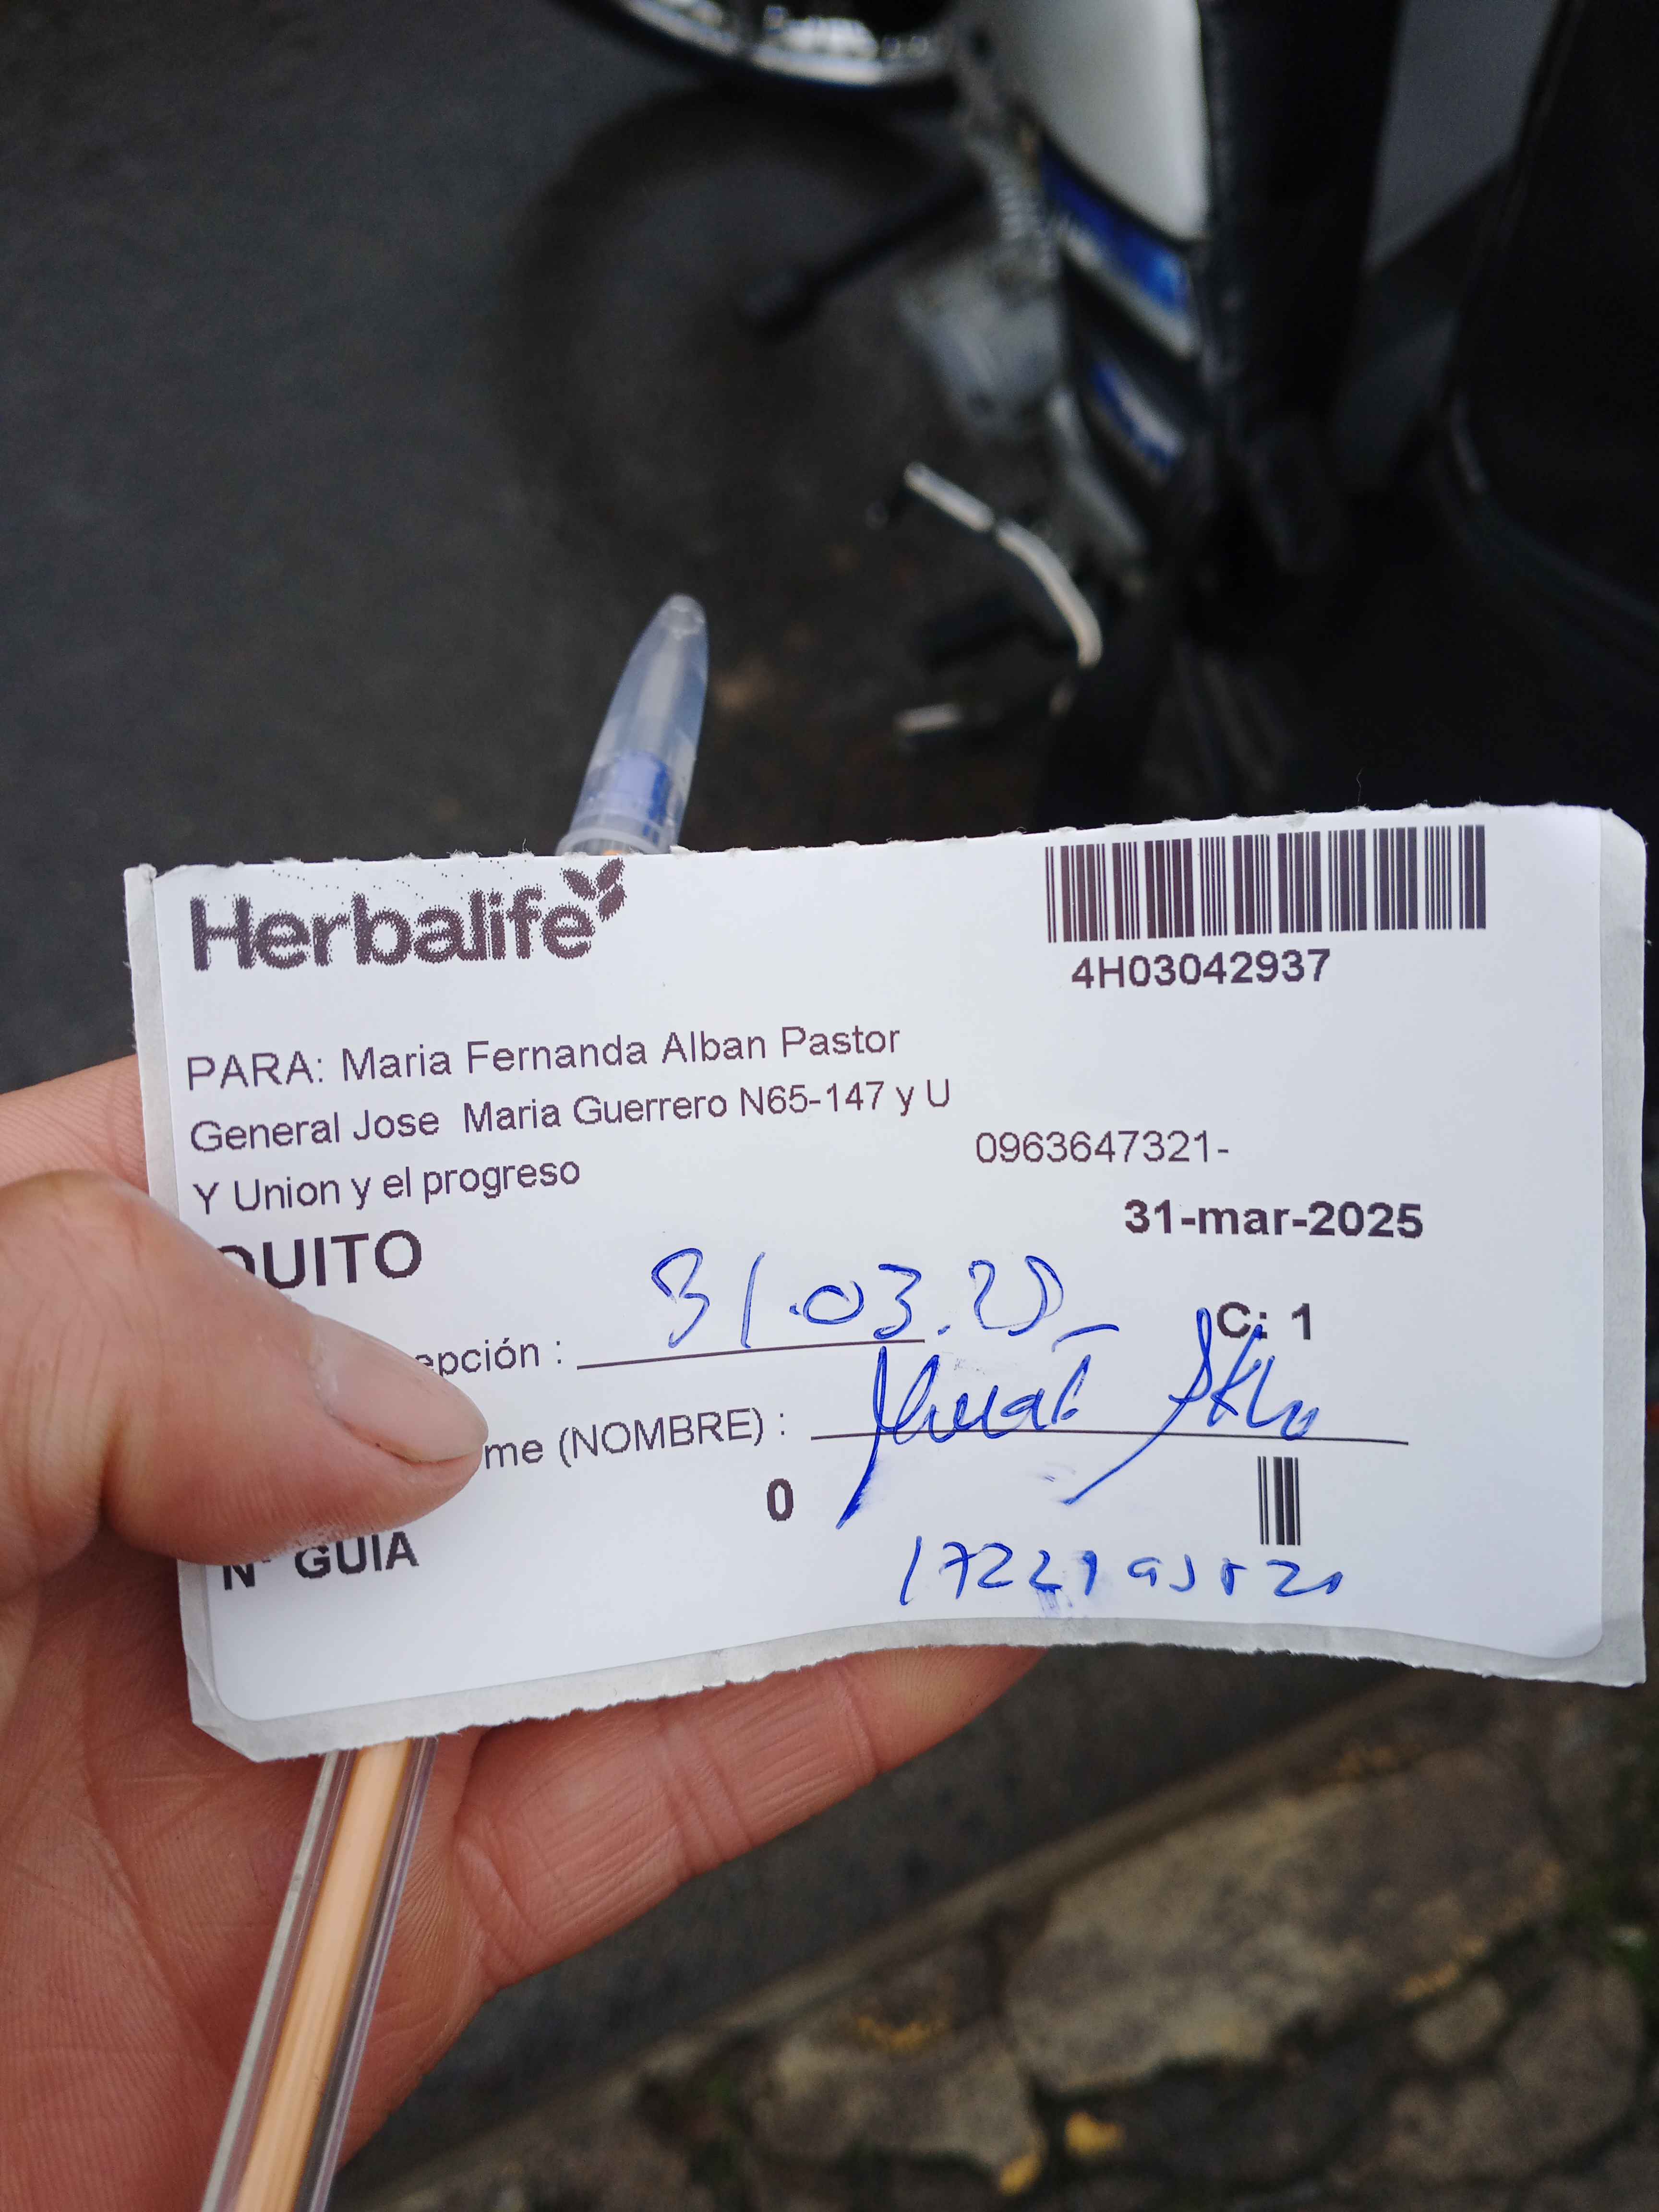 Herbalife
4H03042937
PARA: Maria Fernanda Alban Pastor
General Jose Maria Guerrero N65-147 y U
0963647321-
Y Union y el progreso
31-mar-2025
QUITO
31.03.25
C: 1
epción :
me (NOMBRE) :
0
N° GUIA